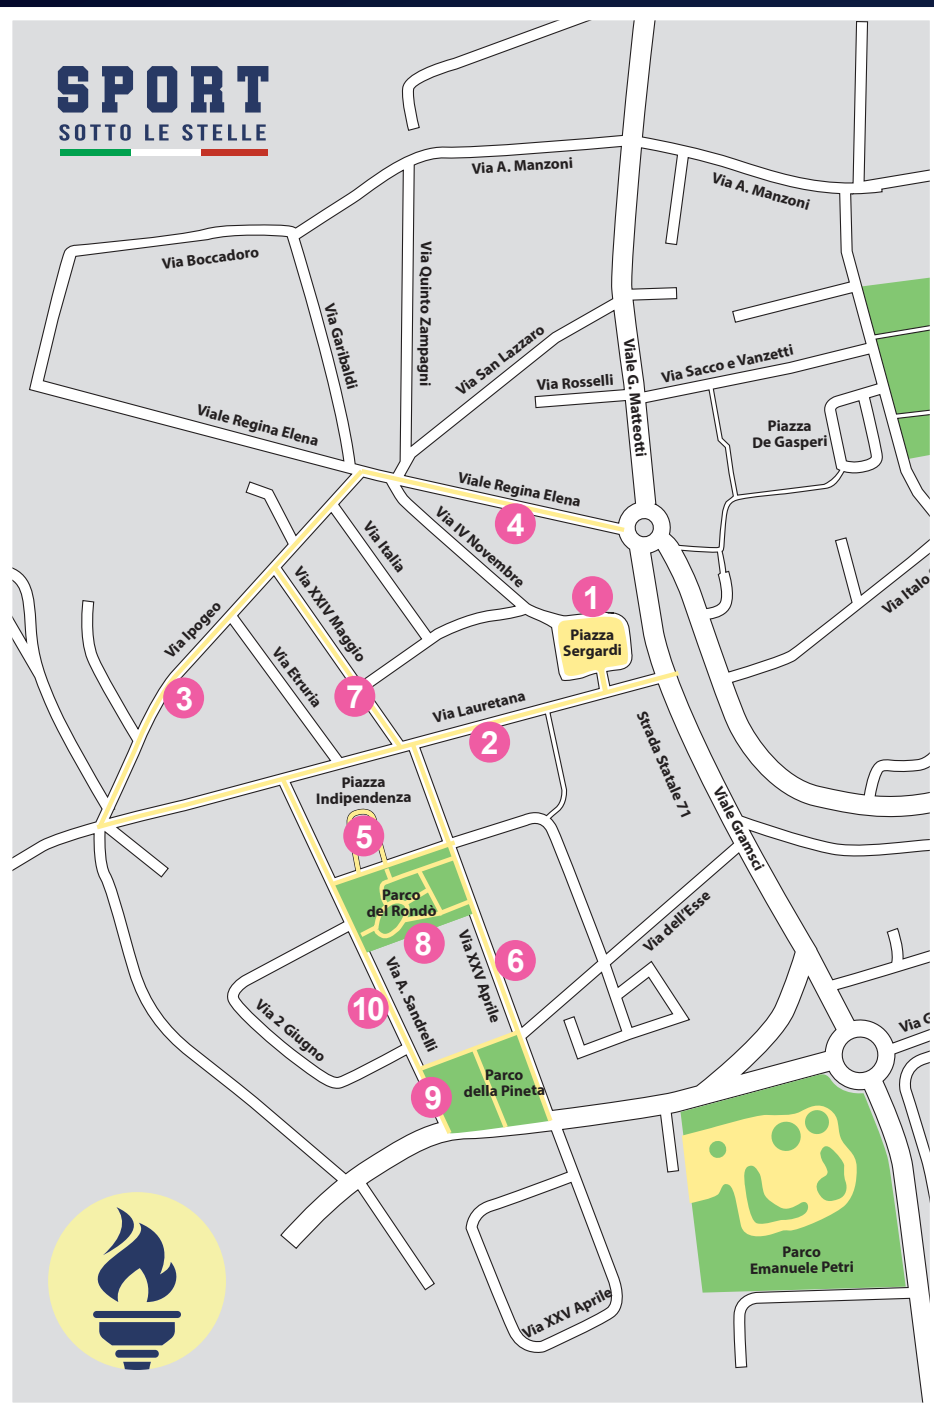 SPORT
SOTTO LE STELLE
Via A. Manzoni
Via A. Manzoni
Via Boccadoro
Via Quinto Zampagni
Via Garibaldi
Via San Lazzaro
Viale G. Matteotti
Via Sacco e Vanzetti
Via Rosselli
Viale Regina Elena
Piazza
De Gasperi
Viale Regina Elena
4
Via IV Novembre
Via Italia
Via Italo
1
Via XXIV Maggio
Via Ipogeo
Piazza
Sergardi
Via Etruria
3
7
Via Lauretana
2
Strada Statale 71
Piazza
Indipendenza
5
Viale Gramsci
Parco
del Rondò
8
Via dell'Esse
6
Via XXV Aprile
Via A. Sandrelli
10
Via 2 Giugno
Via G
Parco
della Pineta
9
Parco
Emanuele Petri
Via XXV Aprile